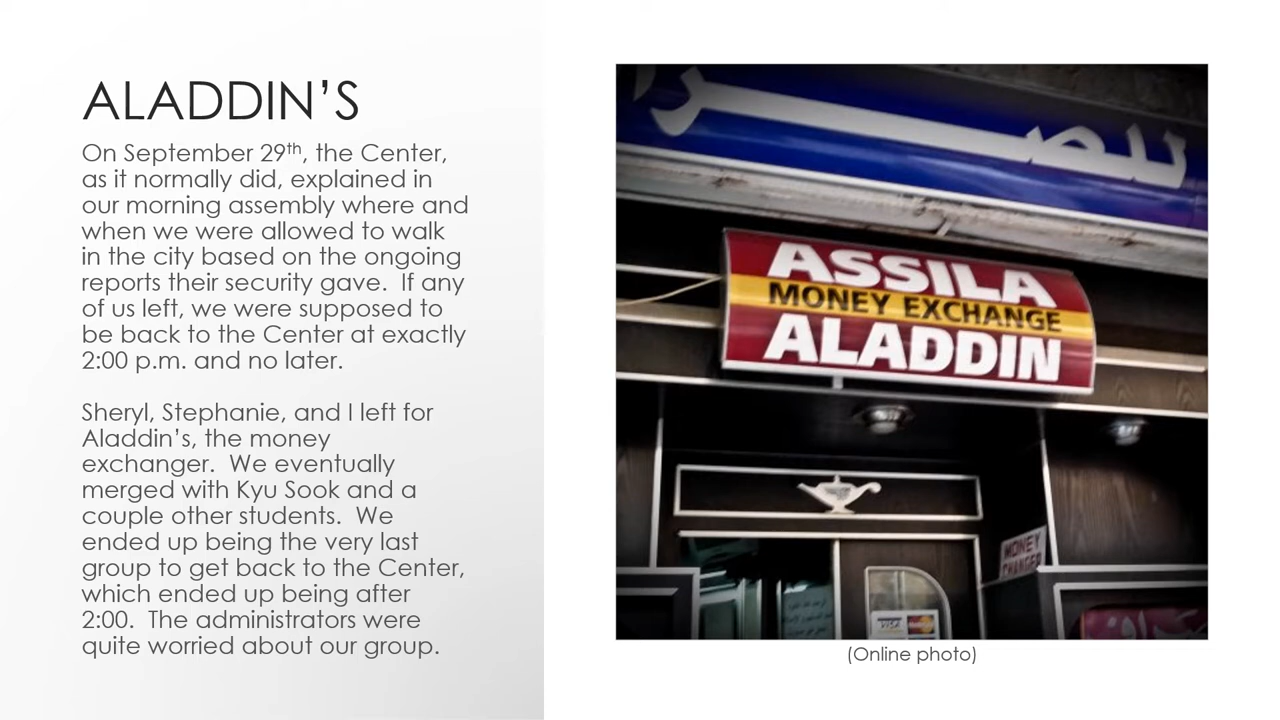 ALADDIN’S
On September 29th, the Center,
as it normally did, explained in
our morning assembly where and
when we were allowed to walk
in the city based on the ongoing
reports their security gave.  If any
of us left, we were supposed to
be back to the Center at exactly
2:00 p.m. and no later.
Sheryl, Stephanie, and I left for
Aladdin’s, the money
exchanger.  We eventually
merged with Kyu Sook and a
couple other students.  We
ended up being the very last
group to get back to the Center,
which ended up being after
2:00.  The administrators were
quite worried about our group.
ASSILA
MONEY EXCHANGE
ALADDIN
MONEY
CHANGER
VISA
(Online photo)